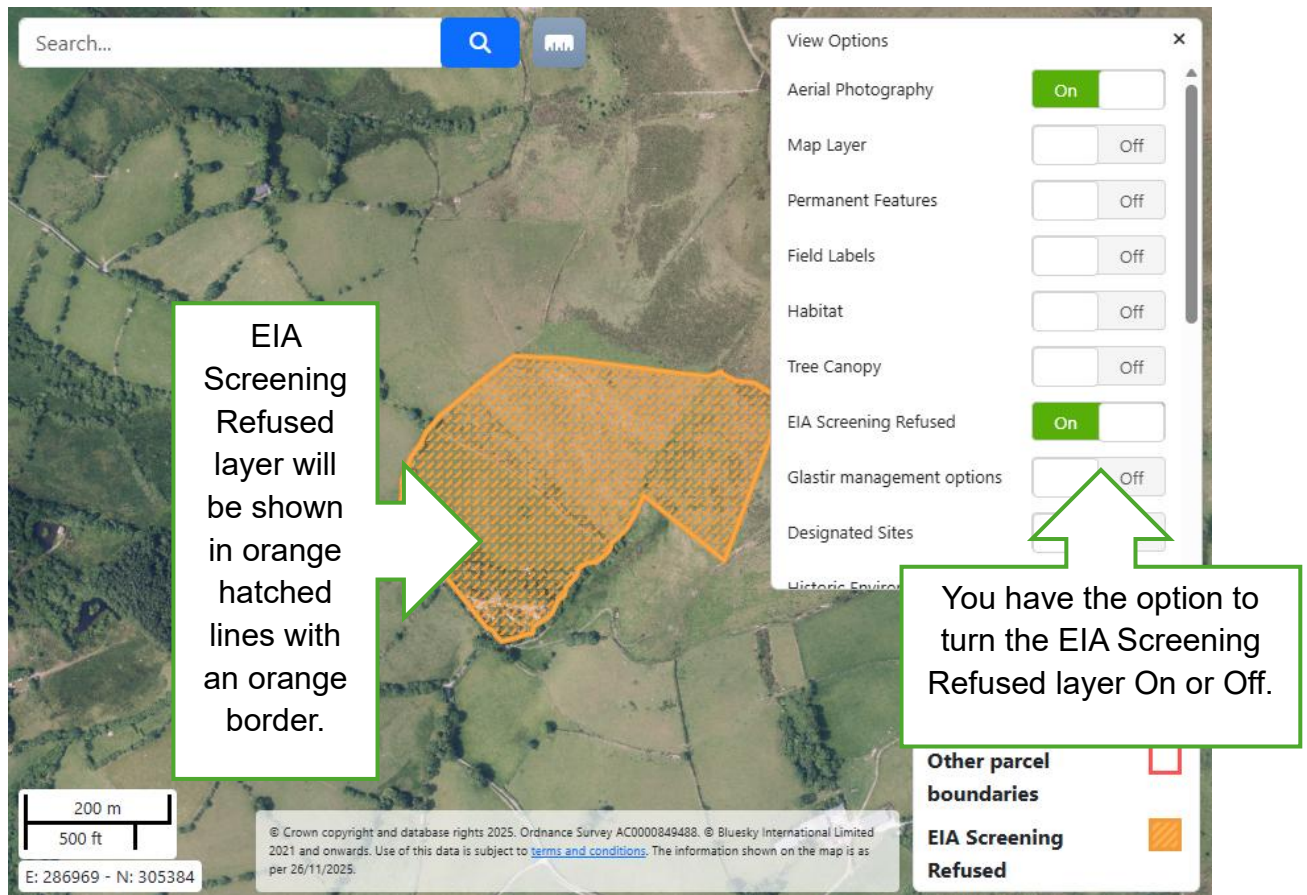 Search...
View Options
Aerial Photography On
Map Layer Off
Permanent Features Off
Field Labels Off
Habitat Off
Tree Canopy Off
EIA Screening Refused On
Glastir management options Off
Designated Sites
EIA
Screening
Refused
layer will
be shown
in orange
hatched
lines with
an orange
border.
You have the option to
turn the EIA Screening
Refused layer On or Off.
Other parcel
boundaries
EIA Screening
Refused
200 m
500 ft
E: 286969 - N: 305384
© Crown copyright and database rights 2025. Ordnance Survey AC0000849488. © Bluesky International Limited
2021 and onwards. Use of this data is subject to terms and conditions. The information shown on the map is as
per 26/11/2025.